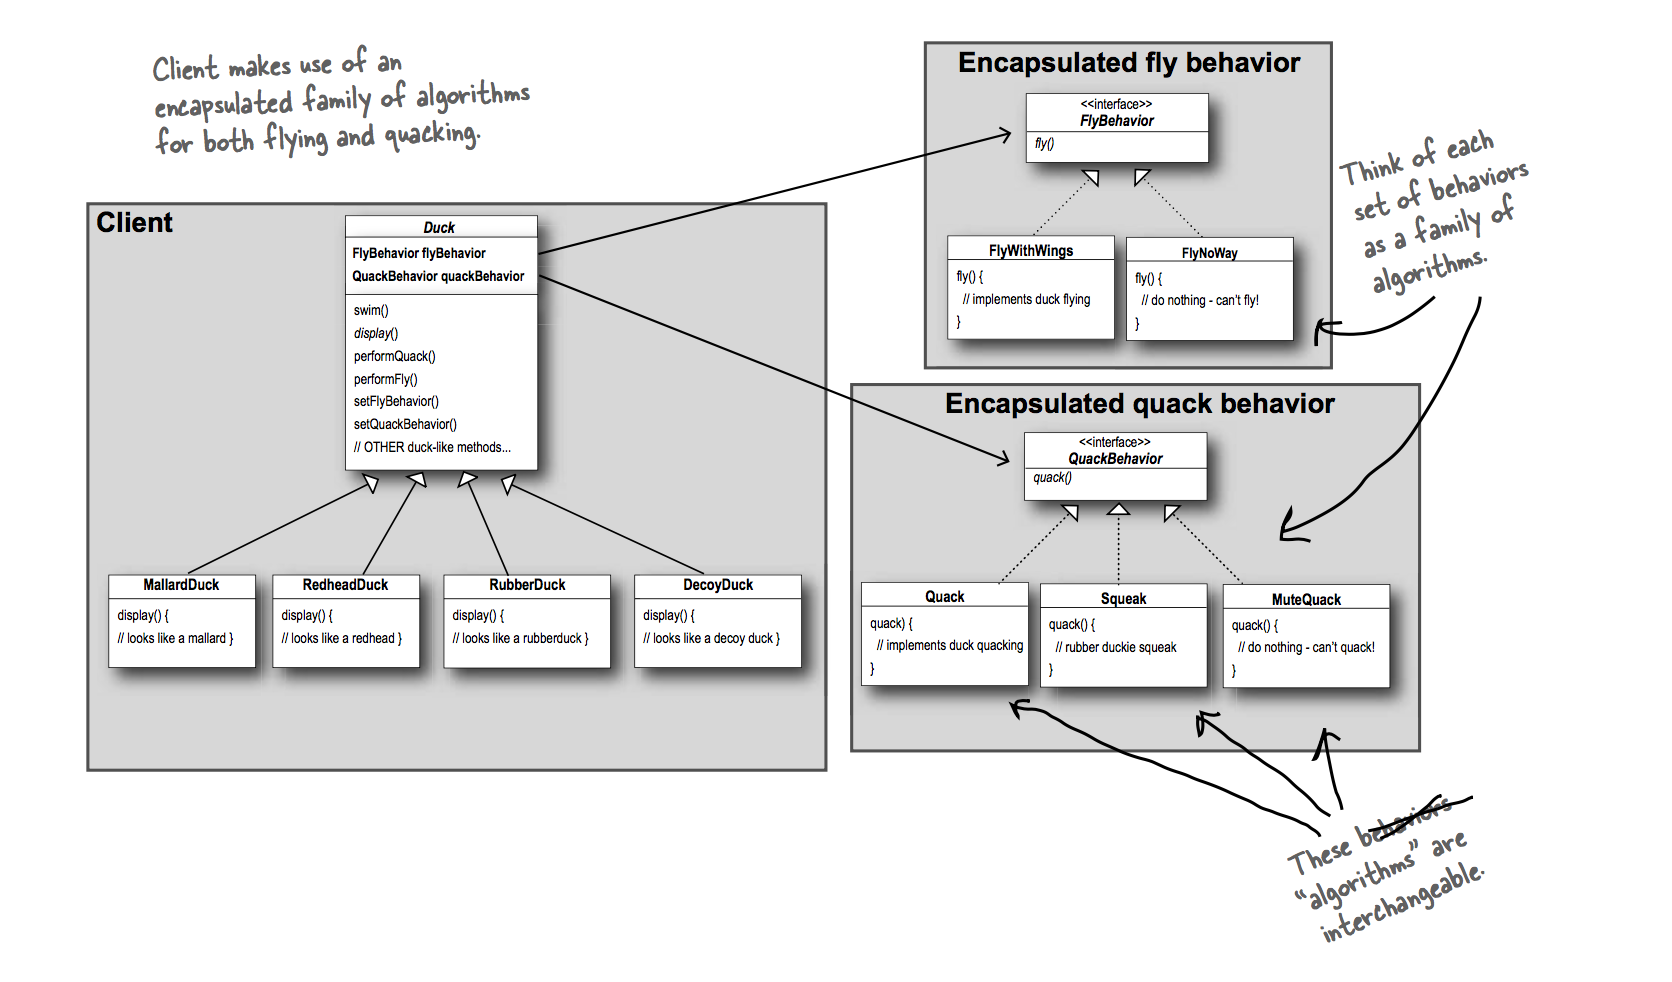 Client makes use of an
encapsulated family of algorithms
for both flying and quacking.
Client
Duck
FlyBehavior flyBehavior
QuackBehavior quackBehavior
swim()
display()
performQuack()
performFly()
setFlyBehavior()
setQuackBehavior()
// OTHER duck-like methods...
MallardDuck
display() {
// looks like a mallard }
RedheadDuck
display() {
// looks like a redhead }
RubberDuck
display() {
// looks like a rubberduck }
DecoyDuck
display() {
// looks like a decoy duck }
Encapsulated fly behavior
<<interface>>
FlyBehavior
fly()
FlyWithWings
fly() {
// implements duck flying
}
FlyNoWay
fly() {
// do nothing - can't fly!
}
Think of each
set of behaviors
as a family of
algorithms.
Encapsulated quack behavior
<<interface>>
QuackBehavior
quack()
Quack
quack) {
// implements duck quacking
}
Squeak
quack() {
// rubber duckie squeak
}
MuteQuack
quack() {
// do nothing - can't quack!
}
These behaviors
“algorithms” are
interchangeable.